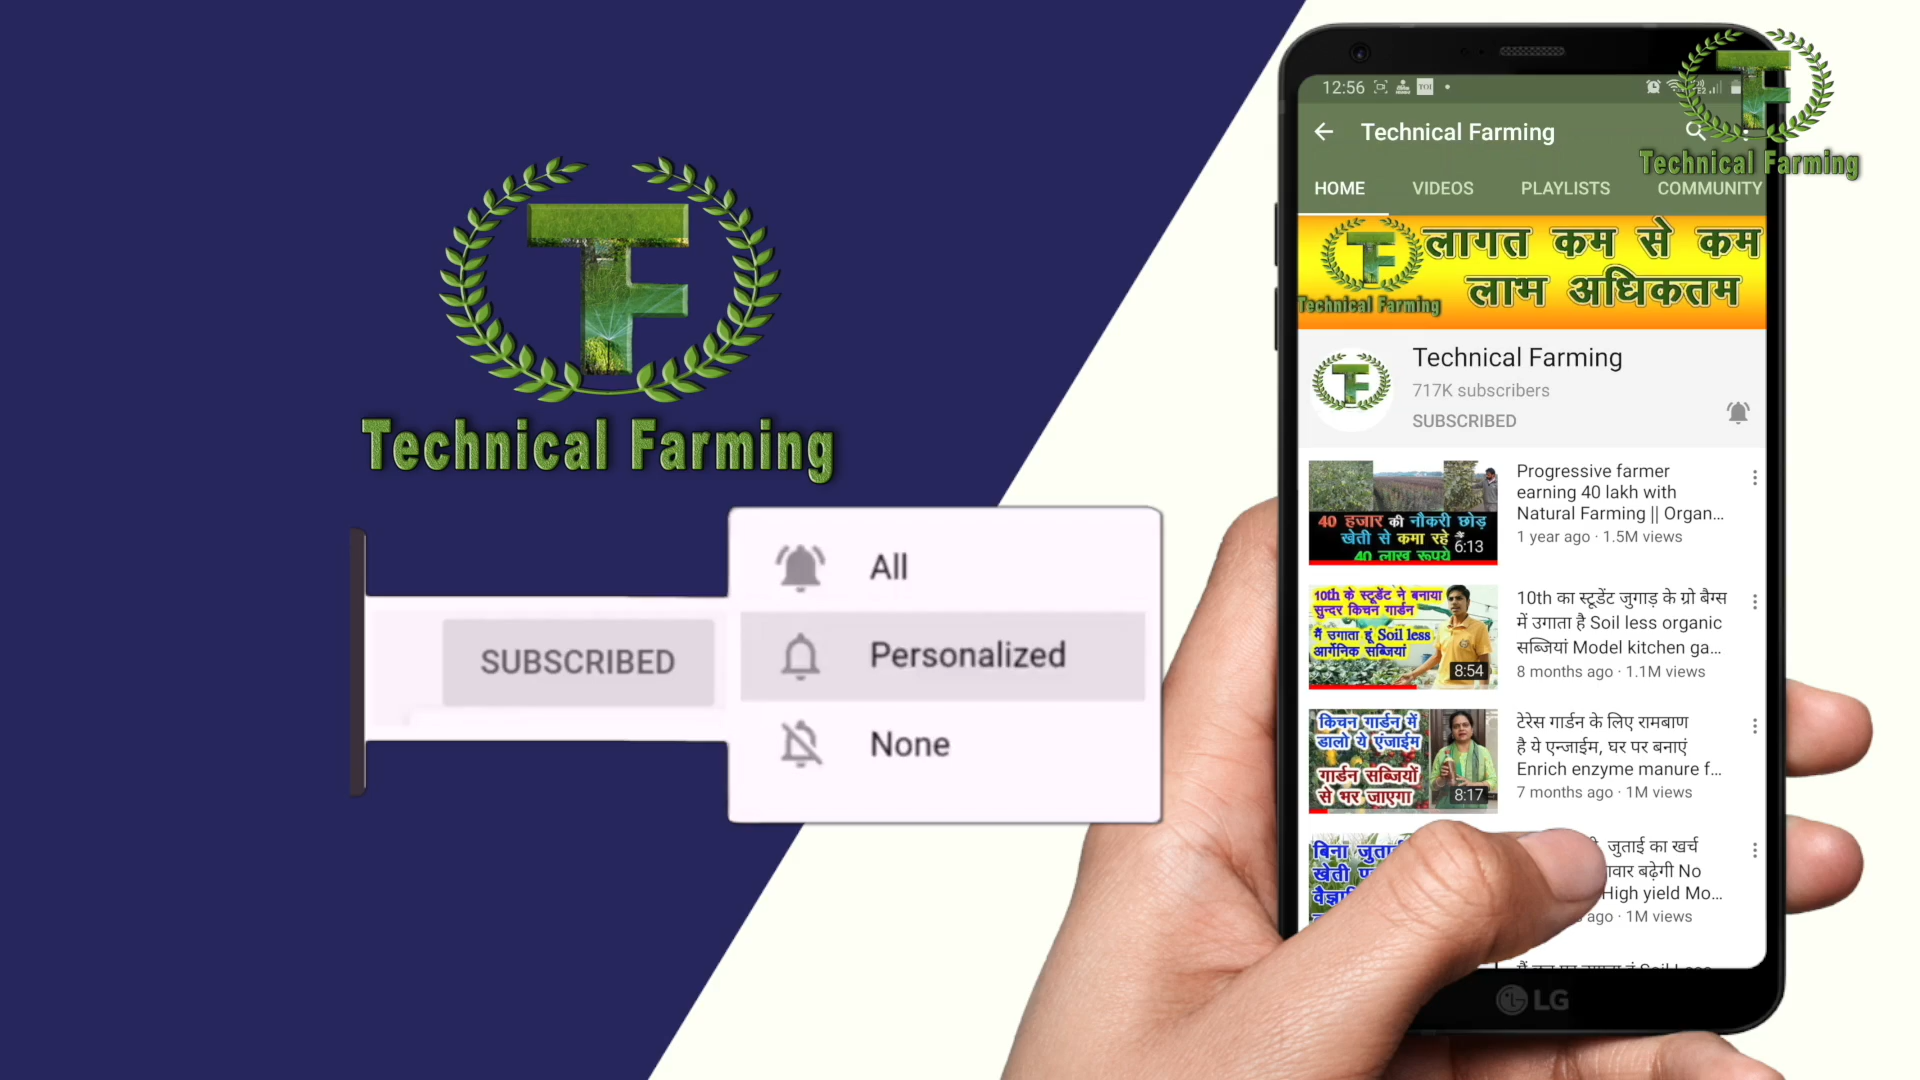 Technical Farming
SUBSCRIBED
All
Personalized
None
12:56
TOI
Technical Farming
Technical Farming
HOME VIDEOS PLAYLISTS COMMUNITY
लागत कम से कम
लाभ अधिकतम
Technical Farming
Technical Farming
717K subscribers
SUBSCRIBED
40 हजार की नौकरी छोड़
खेती से कमा रहे हैं
40 लाख रूपये
6:13
Progressive farmer
earning 40 lakh with
Natural Farming || Organ...
1 year ago · 1.5M views
10th के स्टूडेंट ने बनाया
सुन्दर किचन गार्डन
मैं उगाता हूं Soil less
आर्गेनिक सब्जियां
8:54
10th का स्टूडेंट जुगाड़ के ग्रो बैग्स
में उगाता है Soil less organic
सब्जियां Model kitchen ga...
8 months ago · 1.1M views
किचन गार्डन में
डालो ये एंजाईम
गार्डन सब्जियों
से भर जाएगा
8:17
टेरेस गार्डन के लिए रामबाण
है ये एन्जाईम, घर पर बनाएं
Enrich enzyme manure f...
7 months ago · 1M views
बिना
खेती
जुताई का खर्च
बढ़ेगी No
High yield Mo...
ago · 1M views
LG